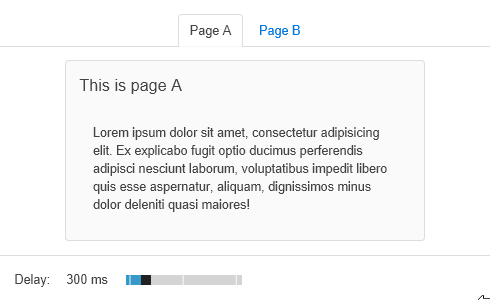 Page A Page B
This is page A
Lorem ipsum dolor sit amet, consectetur adipisicing
elit. Ex explicabo fugit optio ducimus perferendis
adipisci nesciunt laborum, voluptatibus impedit libero
quis esse aspernatur, aliquam, dignissimos minus
dolor deleniti quasi maiores!
Delay: 300 ms